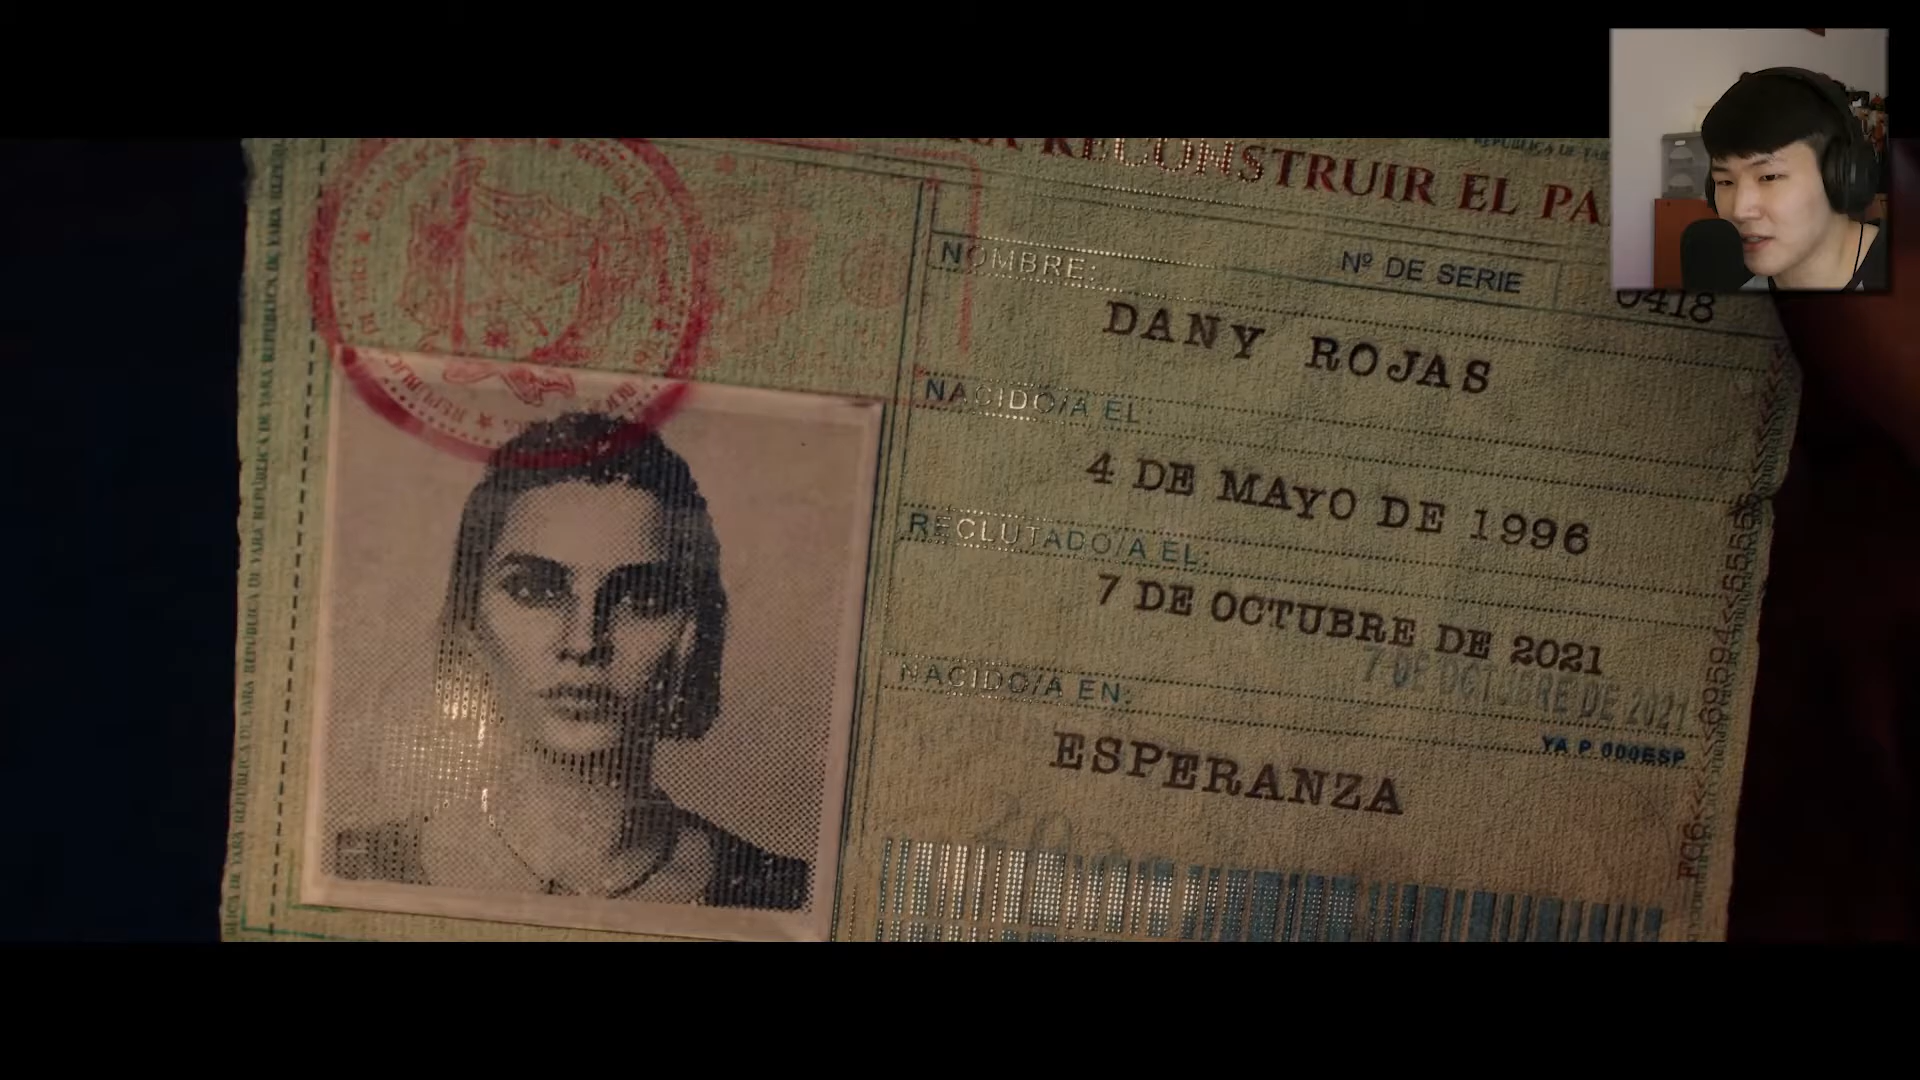 RECONSTRUIR EL PA
NOMBRE:
Nº DE SERIE
0418
DANY ROJAS
NACIDO/A EL:
4 DE MAYO DE 1996
RECLUTADO/A EL:
7 DE OCTUBRE DE 2021
7 DE OCTUBRE DE 2021
NACIDO/A EN:
YA P 000ESP
ESPERANZA